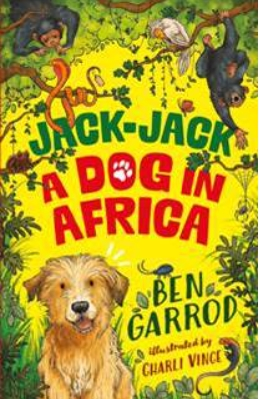 JACK-JACK
A DOG IN
AFRICA
BEN
GARROD
illustrated by
CHARLI VINCE